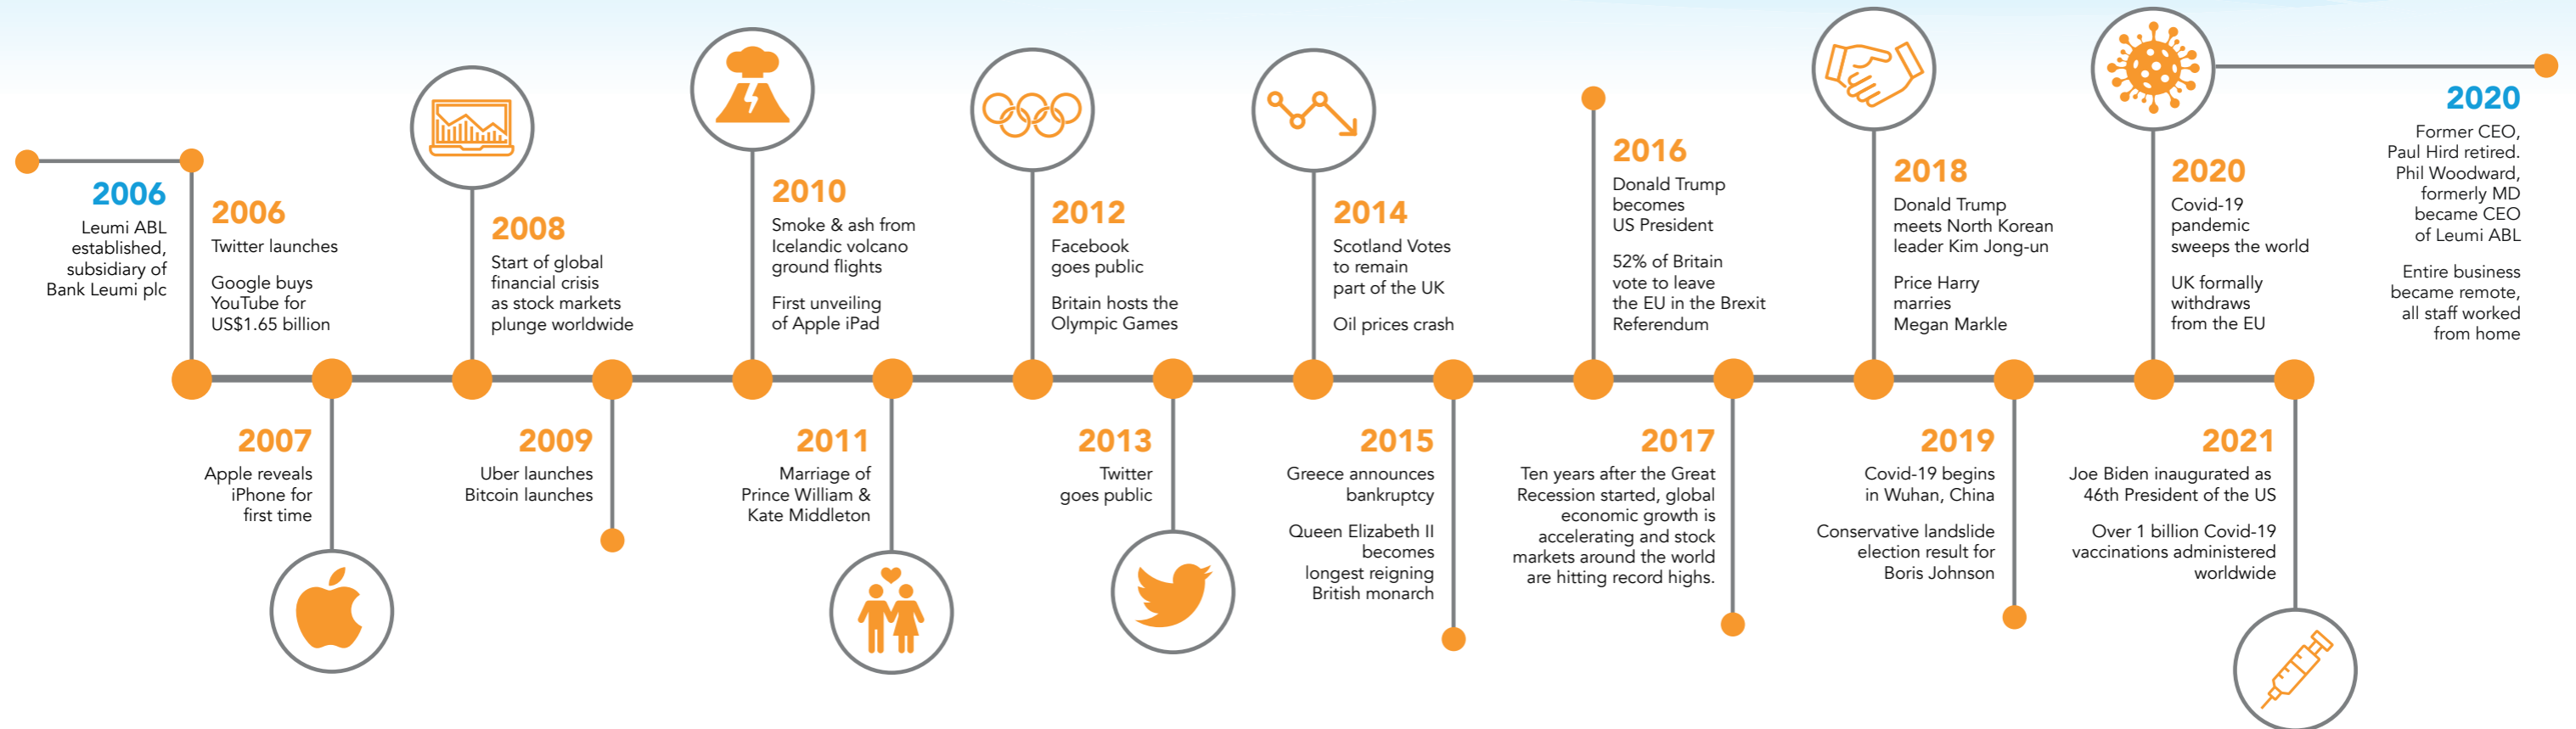 2006
Leumi ABL
established,
subsidiary of
Bank Leumi plc
2006
Twitter launches
Google buys
YouTube for
US$1.65 billion
2007
Apple reveals
iPhone for
first time
2008
Start of global
financial crisis
as stock markets
plunge worldwide
2009
Uber launches
Bitcoin launches
2010
Smoke & ash from
Icelandic volcano
ground flights
First unveiling
of Apple iPad
2011
Marriage of
Prince William &
Kate Middleton
2012
Facebook
goes public
Britain hosts the
Olympic Games
2013
Twitter
goes public
2014
Scotland Votes
to remain
part of the UK
Oil prices crash
2015
Greece announces
bankruptcy
Queen Elizabeth II
becomes
longest reigning
British monarch
2016
Donald Trump
becomes
US President
52% of Britain
vote to leave
the EU in the Brexit
Referendum
2017
Ten years after the Great
Recession started, global
economic growth is
accelerating and stock
markets around the world
are hitting record highs.
2018
Donald Trump
meets North Korean
leader Kim Jong-un
Price Harry
marries
Megan Markle
2019
Covid-19 begins
in Wuhan, China
Conservative landslide
election result for
Boris Johnson
2020
Covid-19
pandemic
sweeps the world
UK formally
withdraws
from the EU
2021
Joe Biden inaugurated as
46th President of the US
Over 1 billion Covid-19
vaccinations administered
worldwide
2020
Former CEO,
Paul Hird retired.
Phil Woodward,
formerly MD
became CEO
of Leumi ABL
Entire business
became remote,
all staff worked
from home